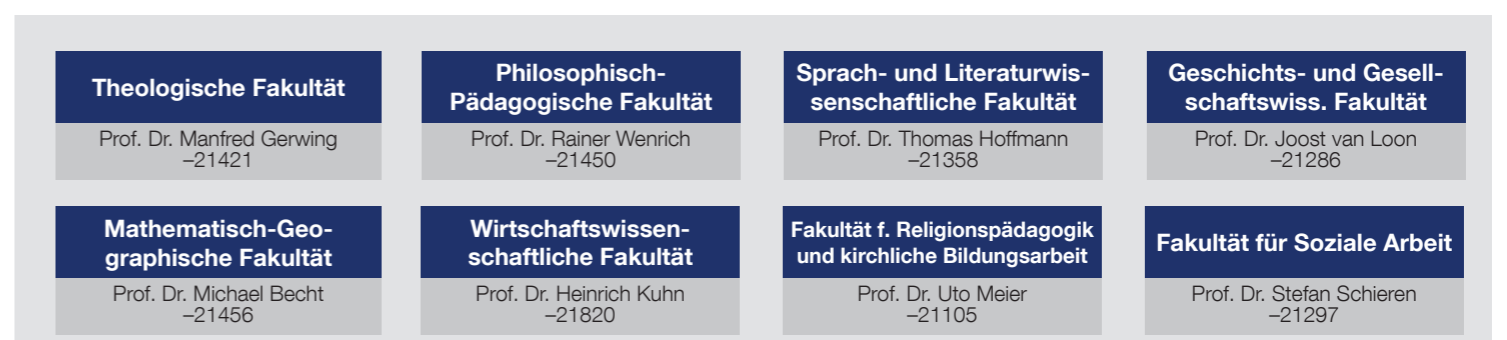 Theologische Fakultät
Prof. Dr. Manfred Gerwing
–21421
Philosophisch-
Pädagogische Fakultät
Prof. Dr. Rainer Wenrich
–21450
Sprach- und Literaturwis-
senschaftliche Fakultät
Prof. Dr. Thomas Hoffmann
–21358
Geschichts- und Gesell-
schaftswiss. Fakultät
Prof. Dr. Joost van Loon
–21286
Mathematisch-Geo-
graphische Fakultät
Prof. Dr. Michael Becht
–21456
Wirtschaftswissen-
schaftliche Fakultät
Prof. Dr. Heinrich Kuhn
–21820
Fakultät f. Religionspädagogik
und kirchliche Bildungsarbeit
Prof. Dr. Uto Meier
–21105
Fakultät für Soziale Arbeit
Prof. Dr. Stefan Schieren
–21297